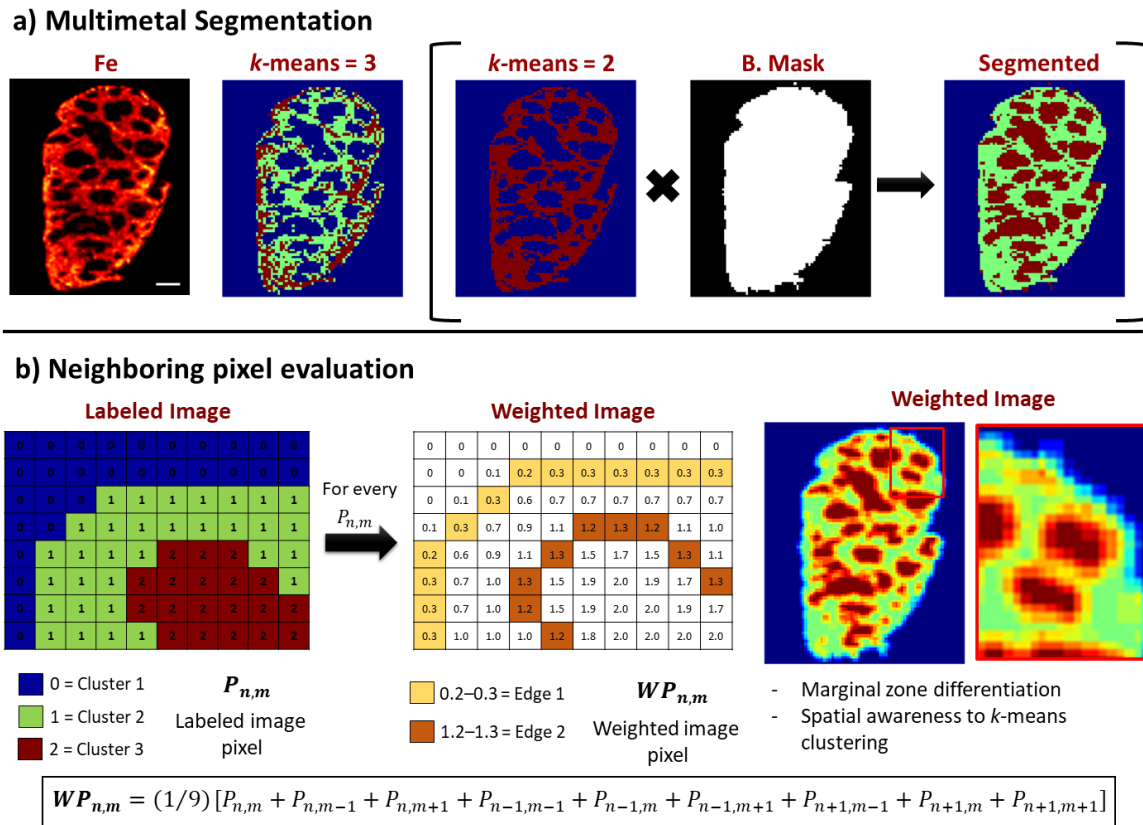 a) Multimetal Segmentation
Fe
k-means = 3
k-means = 2
B. Mask
Segmented
b) Neighboring pixel evaluation
Labeled Image
0 0 0 0 0 0 0 0 0 0
0 0 0 0 0 0 0 0 0 0
0 0 0 1 1 1 1 1 1 1
0 0 1 1 1 1 1 1 1 1
0 1 1 1 1 2 2 2 1 1
0 1 1 1 2 2 2 2 2 1
0 1 1 1 2 2 2 2 2 2
0 1 1 1 1 2 2 2 2 2
0 = Cluster 1
1 = Cluster 2
2 = Cluster 3
P_{n,m}
Labeled image
pixel
For every
P_{n,m}
Weighted Image
0 0 0 0 0 0 0 0 0 0
0 0 0.1 0.2 0.3 0.3 0.3 0.3 0.3 0.3
0 0.1 0.3 0.6 0.7 0.7 0.7 0.7 0.7 0.7
0.1 0.3 0.7 0.9 1.1 1.2 1.3 1.2 1.1 1.0
0.2 0.6 0.9 1.1 1.3 1.5 1.7 1.5 1.3 1.1
0.3 0.7 1.0 1.3 1.5 1.9 2.0 1.9 1.7 1.3
0.3 0.7 1.0 1.2 1.5 1.9 2.0 2.0 1.9 1.7
0.3 1.0 1.0 1.0 1.2 1.8 2.0 2.0 2.0 2.0
0.2–0.3 = Edge 1
1.2–1.3 = Edge 2
WP_{n,m}
Weighted image
pixel
Weighted Image
- Marginal zone differentiation
- Spatial awareness to k-means
clustering
WP_{n,m} = (1/9) [P_{n,m} + P_{n,m−1} + P_{n,m+1} + P_{n−1,m−1} + P_{n−1,m} + P_{n−1,m+1} + P_{n+1,m−1} + P_{n+1,m} + P_{n+1,m+1}]